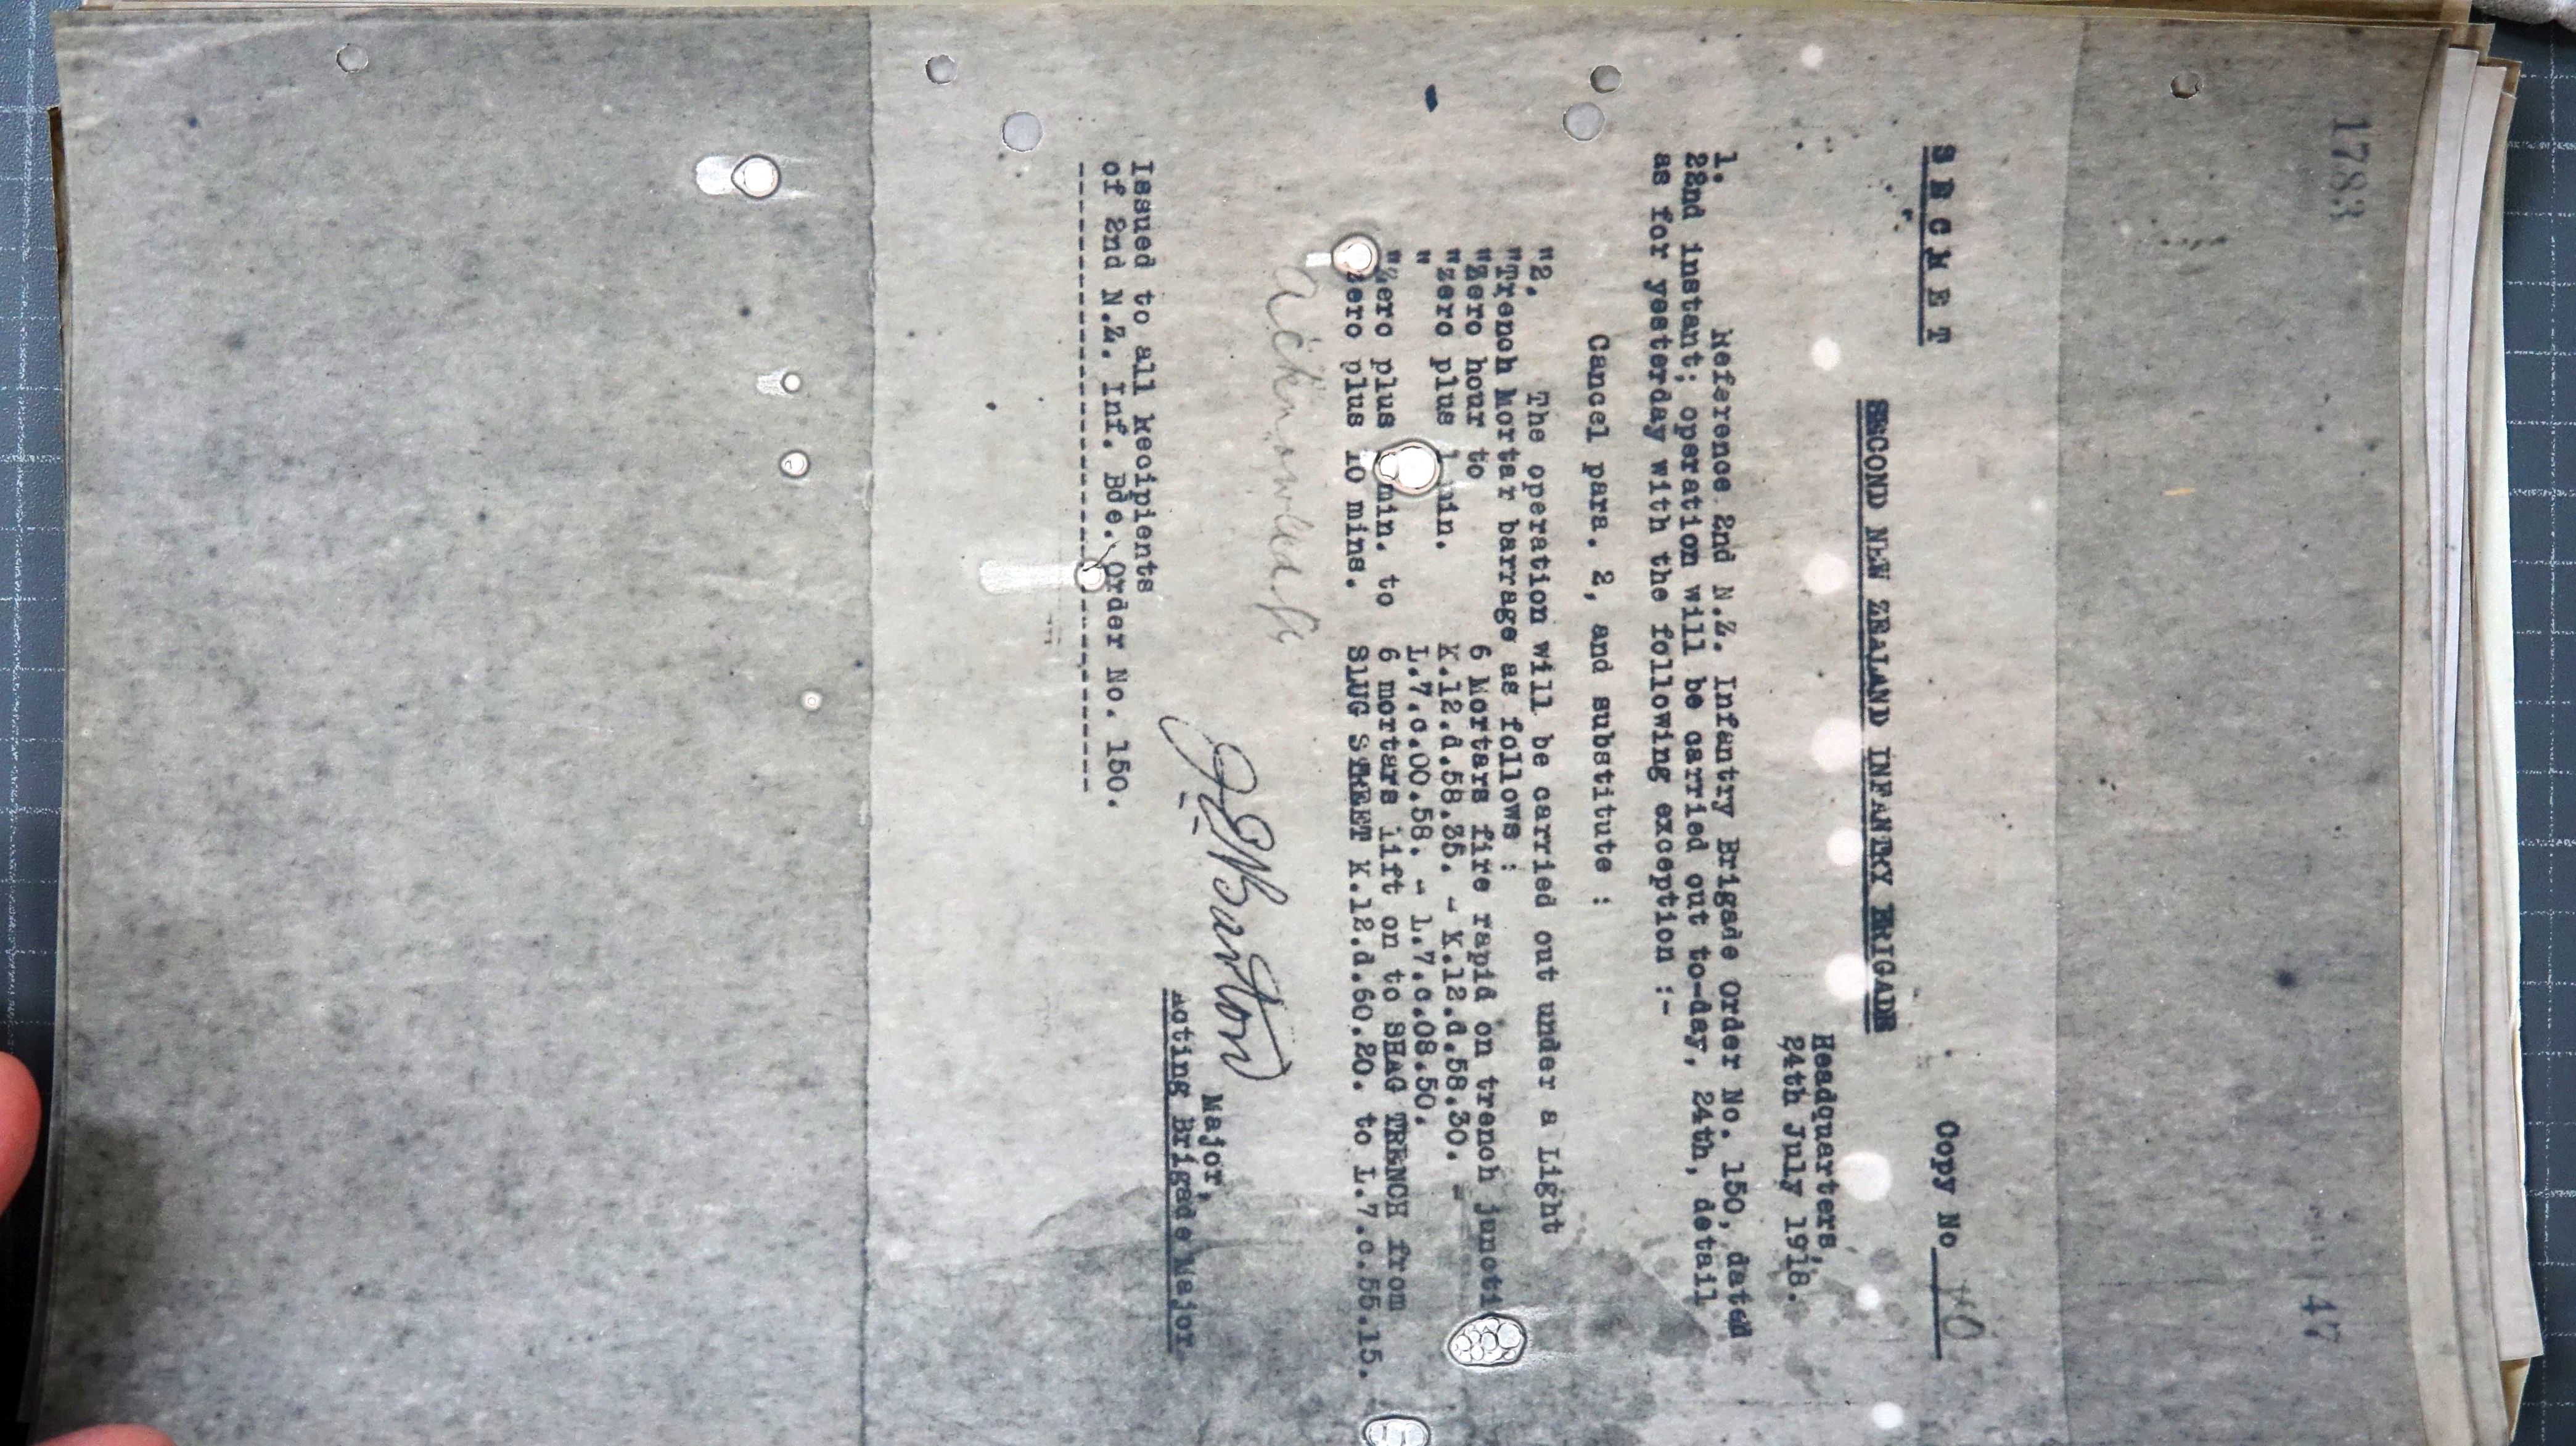 1783
47
S E C R E T
Copy No 40
SECOND NEW ZEALAND INFANTRY BRIGADE
Headquarters,
24th July 1918.
1. Reference 2nd N.Z. Infantry Brigade Order No. 150, dated
22nd instant; operation will be carried out to-day, 24th, detail
as for yesterday with the following exception :-
Cancel para. 2, and substitute :
"2, The operation will be carried out under a Light
"Trench Mortar barrage as follows :
"Zero hour to 6 Mortars fire rapid on trench juncti
"Zero plus 1 min. K.12.d.58.35. - K.12.d.58.30. -
" L.7.c.00.58. - L.7.c.08.50.
"Zero plus min. to 6 mortars lift on to SHAG TRENCH from
Zero plus 10 mins. SLUG STREET K.12.d.60.20. to L.7.c.55.15.
Acknowledge
Major,
Acting Brigade Major
Issued to all Recipients
of 2nd N.Z. Inf. Bde. Order No. 150.